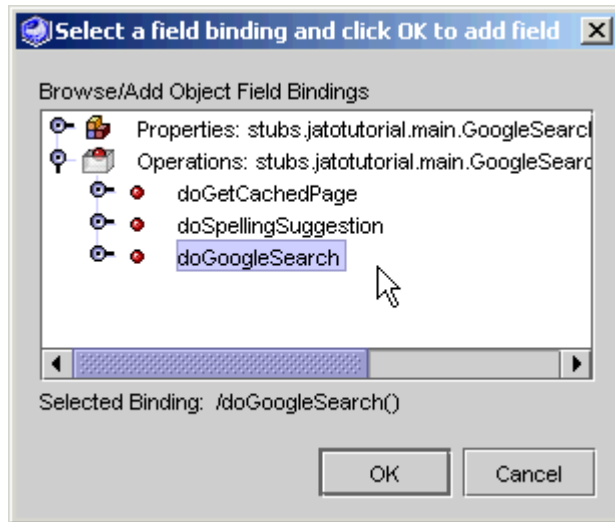 Select a field binding and click OK to add field
Browse/Add Object Field Bindings
Properties: stubs.jatotutorial.main.GoogleSearcl
Operations: stubs.jatotutorial.main.GoogleSearc
doGetCachedPage
doSpellingSuggestion
doGoogleSearch
Selected Binding: /doGoogleSearch()
OK Cancel